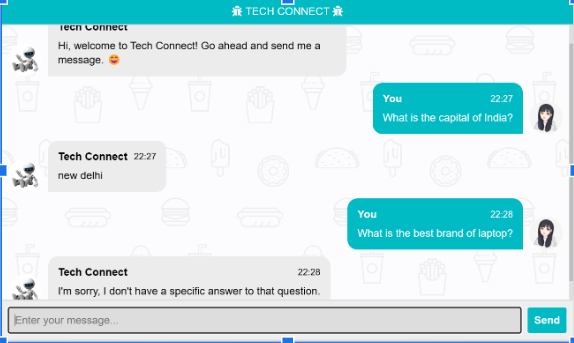 TECH CONNECT
Tech Connect
Hi, welcome to Tech Connect! Go ahead and send me a
message. 😍
You 22:27
What is the capital of India?
Tech Connect 22:27
new delhi
You 22:28
What is the best brand of laptop?
Tech Connect 22:28
I'm sorry, I don't have a specific answer to that question.
Enter your message... Send